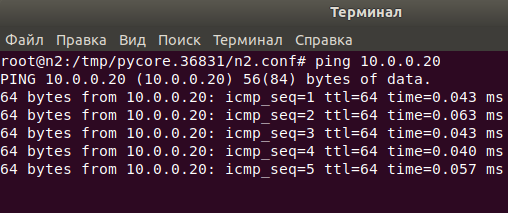 Терминал
Файл Правка Вид Поиск Терминал Справка
root@n2:/tmp/pycore.36831/n2.conf# ping 10.0.0.20
PING 10.0.0.20 (10.0.0.20) 56(84) bytes of data.
64 bytes from 10.0.0.20: icmp_seq=1 ttl=64 time=0.043 ms
64 bytes from 10.0.0.20: icmp_seq=2 ttl=64 time=0.063 ms
64 bytes from 10.0.0.20: icmp_seq=3 ttl=64 time=0.043 ms
64 bytes from 10.0.0.20: icmp_seq=4 ttl=64 time=0.040 ms
64 bytes from 10.0.0.20: icmp_seq=5 ttl=64 time=0.057 ms